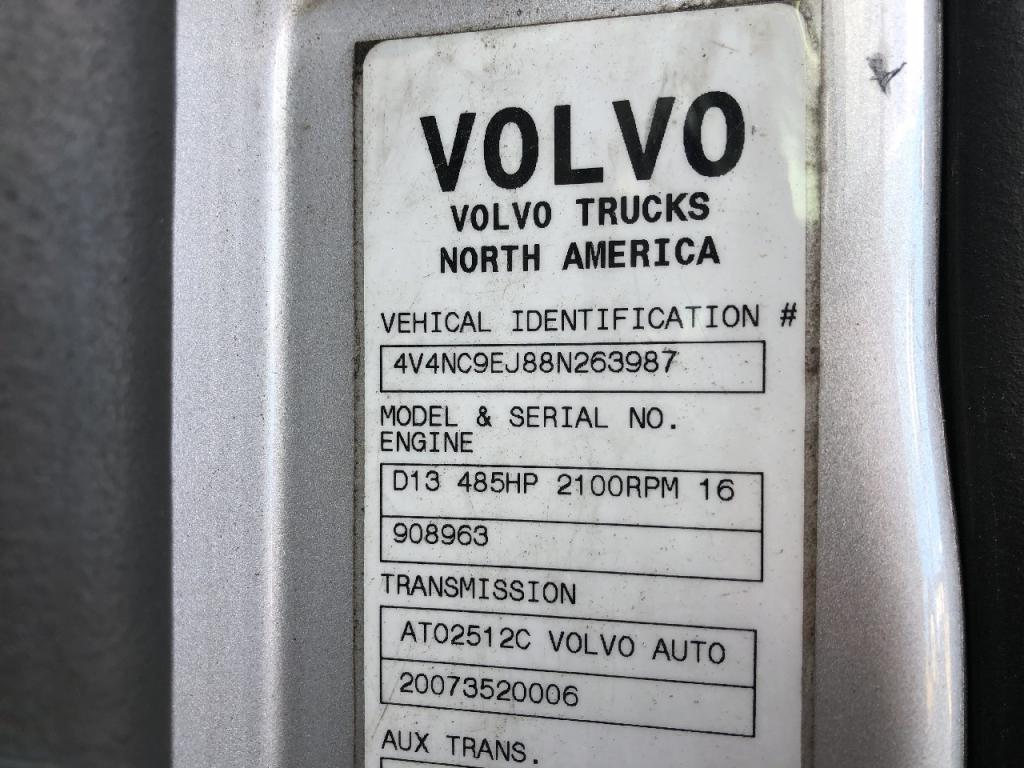 VOLVO
VOLVO TRUCKS
NORTH AMERICA
VEHICAL IDENTIFICATION #
4V4NC9EJ88N263987
MODEL & SERIAL NO.
ENGINE
D13 485HP 2100RPM 16
908963
TRANSMISSION
ATO2512C VOLVO AUTO
20073520006
AUX TRANS.